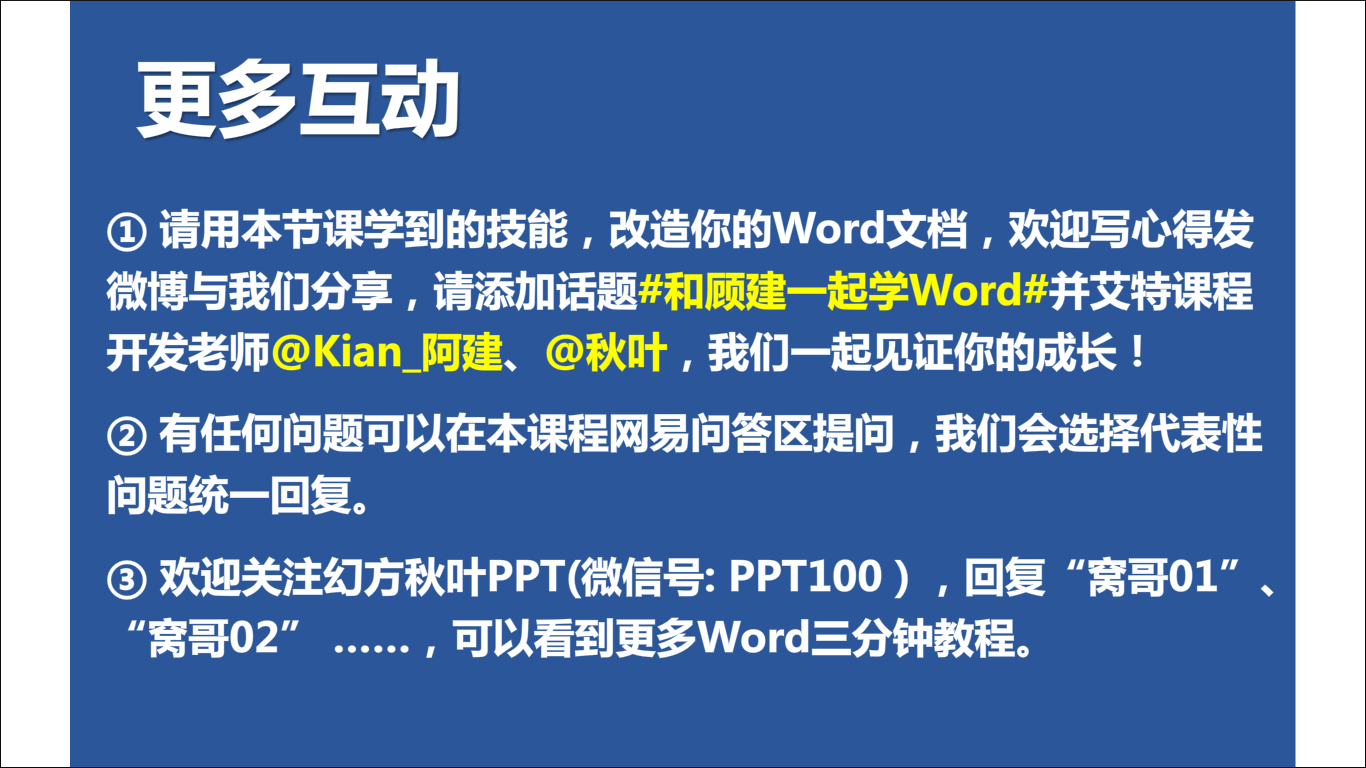 更多互动
① 请用本节课学到的技能，改造你的Word文档，欢迎写心得发
微博与我们分享，请添加话题#和顾建一起学Word#并艾特课程
开发老师@Kian_阿建、@秋叶，我们一起见证你的成长！
② 有任何问题可以在本课程网易问答区提问，我们会选择代表性
问题统一回复。
③ 欢迎关注幻方秋叶PPT(微信号: PPT100），回复“窝哥01”、
“窝哥02” ……，可以看到更多Word三分钟教程。